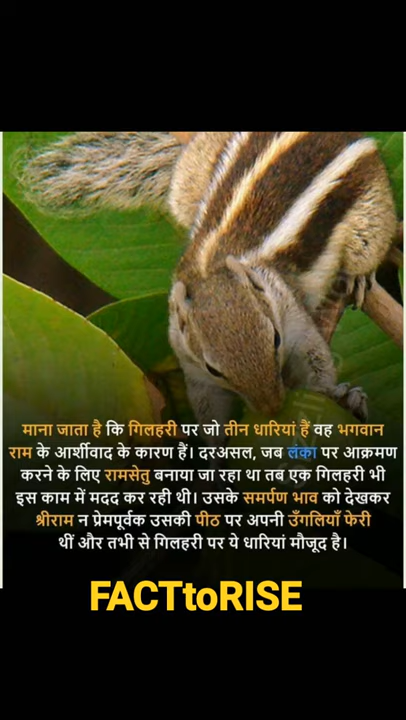 माना जाता है कि गिलहरी पर जो तीन धारियां हैं वह भगवान
राम के आर्शीवाद के कारण हैं। दरअसल, जब लंका पर आक्रमण
करने के लिए रामसेतु बनाया जा रहा था तब एक गिलहरी भी
इस काम में मदद कर रही थी। उसके समर्पण भाव को देखकर
श्रीराम न प्रेमपूर्वक उसकी पीठ पर अपनी उँगलियाँ फेरी
थीं और तभी से गिलहरी पर ये धारियां मौजूद है।
FACTtoRISE